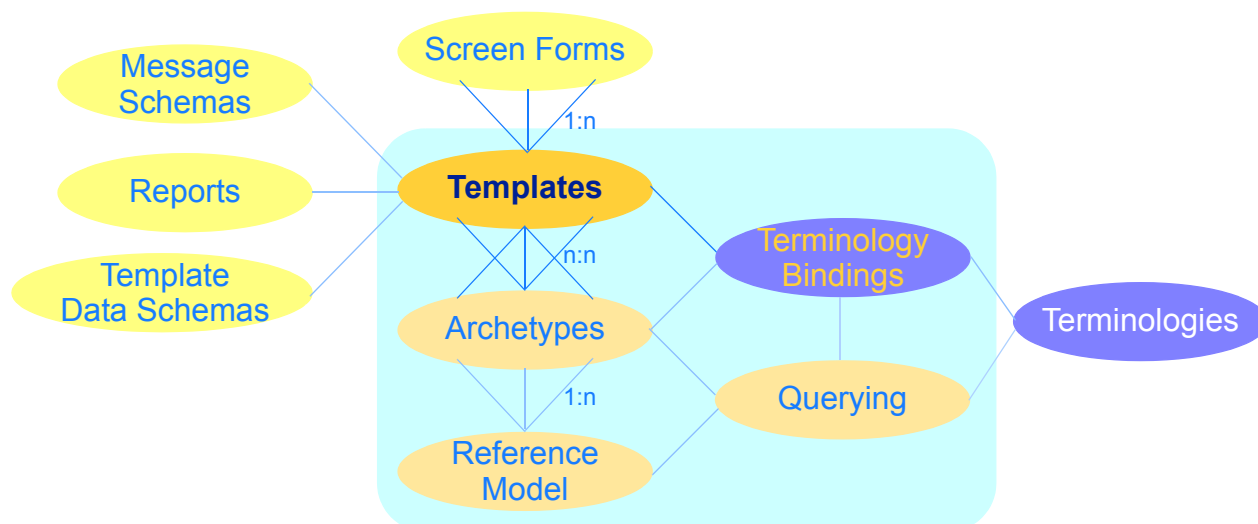 Screen Forms
Message
Schemas
1:n
Templates
Reports
n:n
Terminology
Bindings
Template
Data Schemas
Archetypes
Terminologies
1:n
Querying
Reference
Model